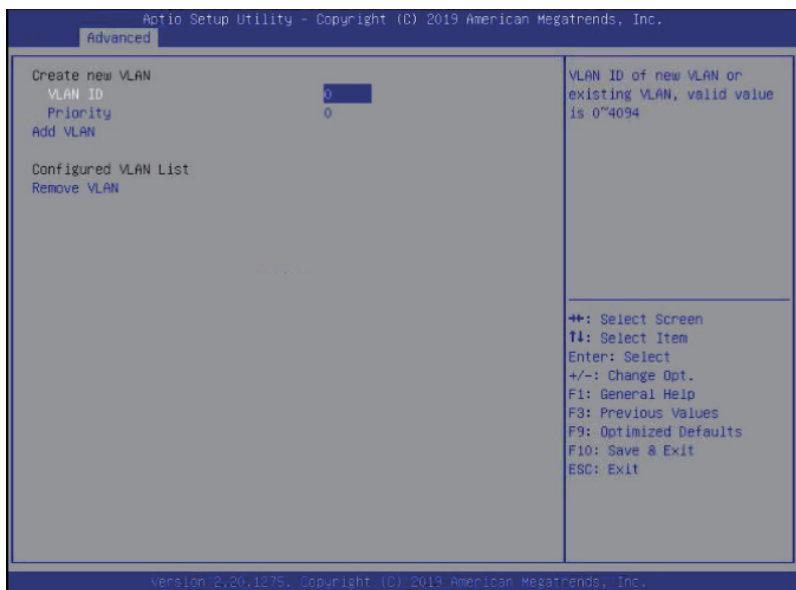 Aptio Setup Utility - Copyright (C) 2019 American Megatrends, Inc.
Advanced
Create new VLAN
VLAN ID 0
Priority 0
Add VLAN
Configured VLAN List
Remove VLAN
VLAN ID of new VLAN or
existing VLAN, valid value
is 0~4094
→←: Select Screen
↑↓: Select Item
Enter: Select
+/-: Change Opt.
F1: General Help
F3: Previous Values
F9: Optimized Defaults
F10: Save & Exit
ESC: Exit
Version 2.20.1275. Copyright (C) 2019 American Megatrends, Inc.